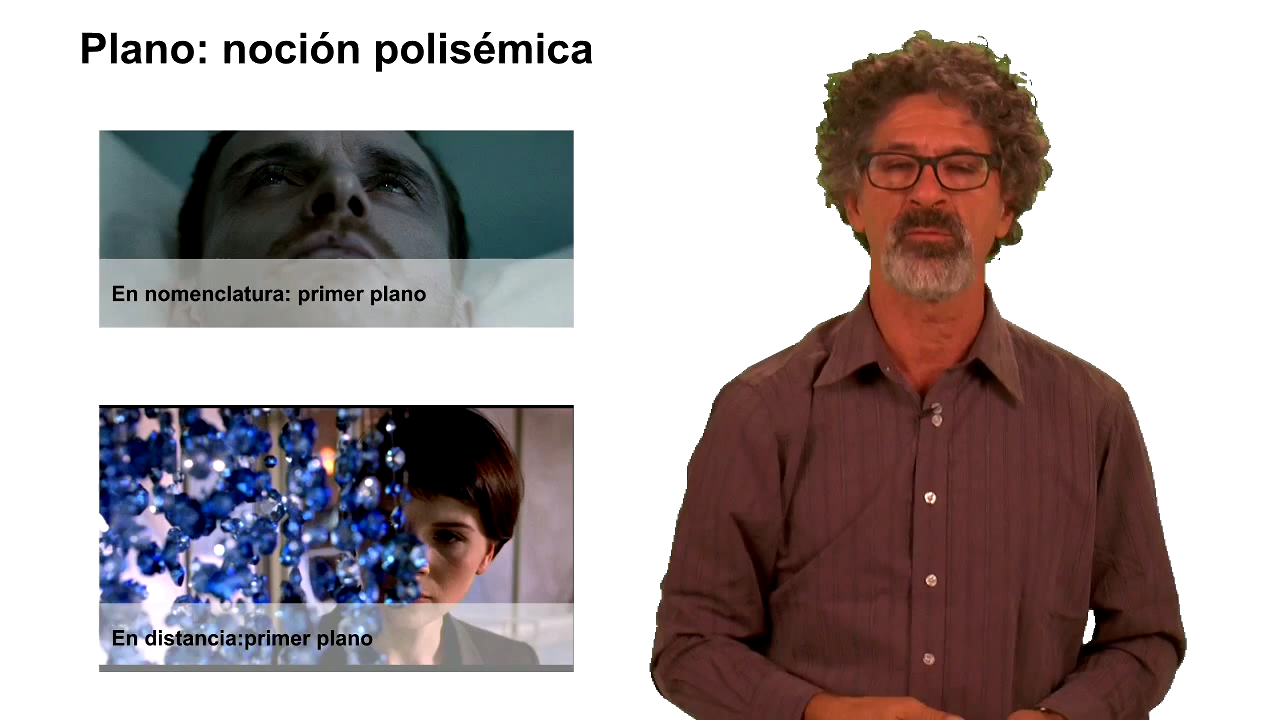 Plano: noción polisémica
En nomenclatura: primer plano
En distancia:primer plano